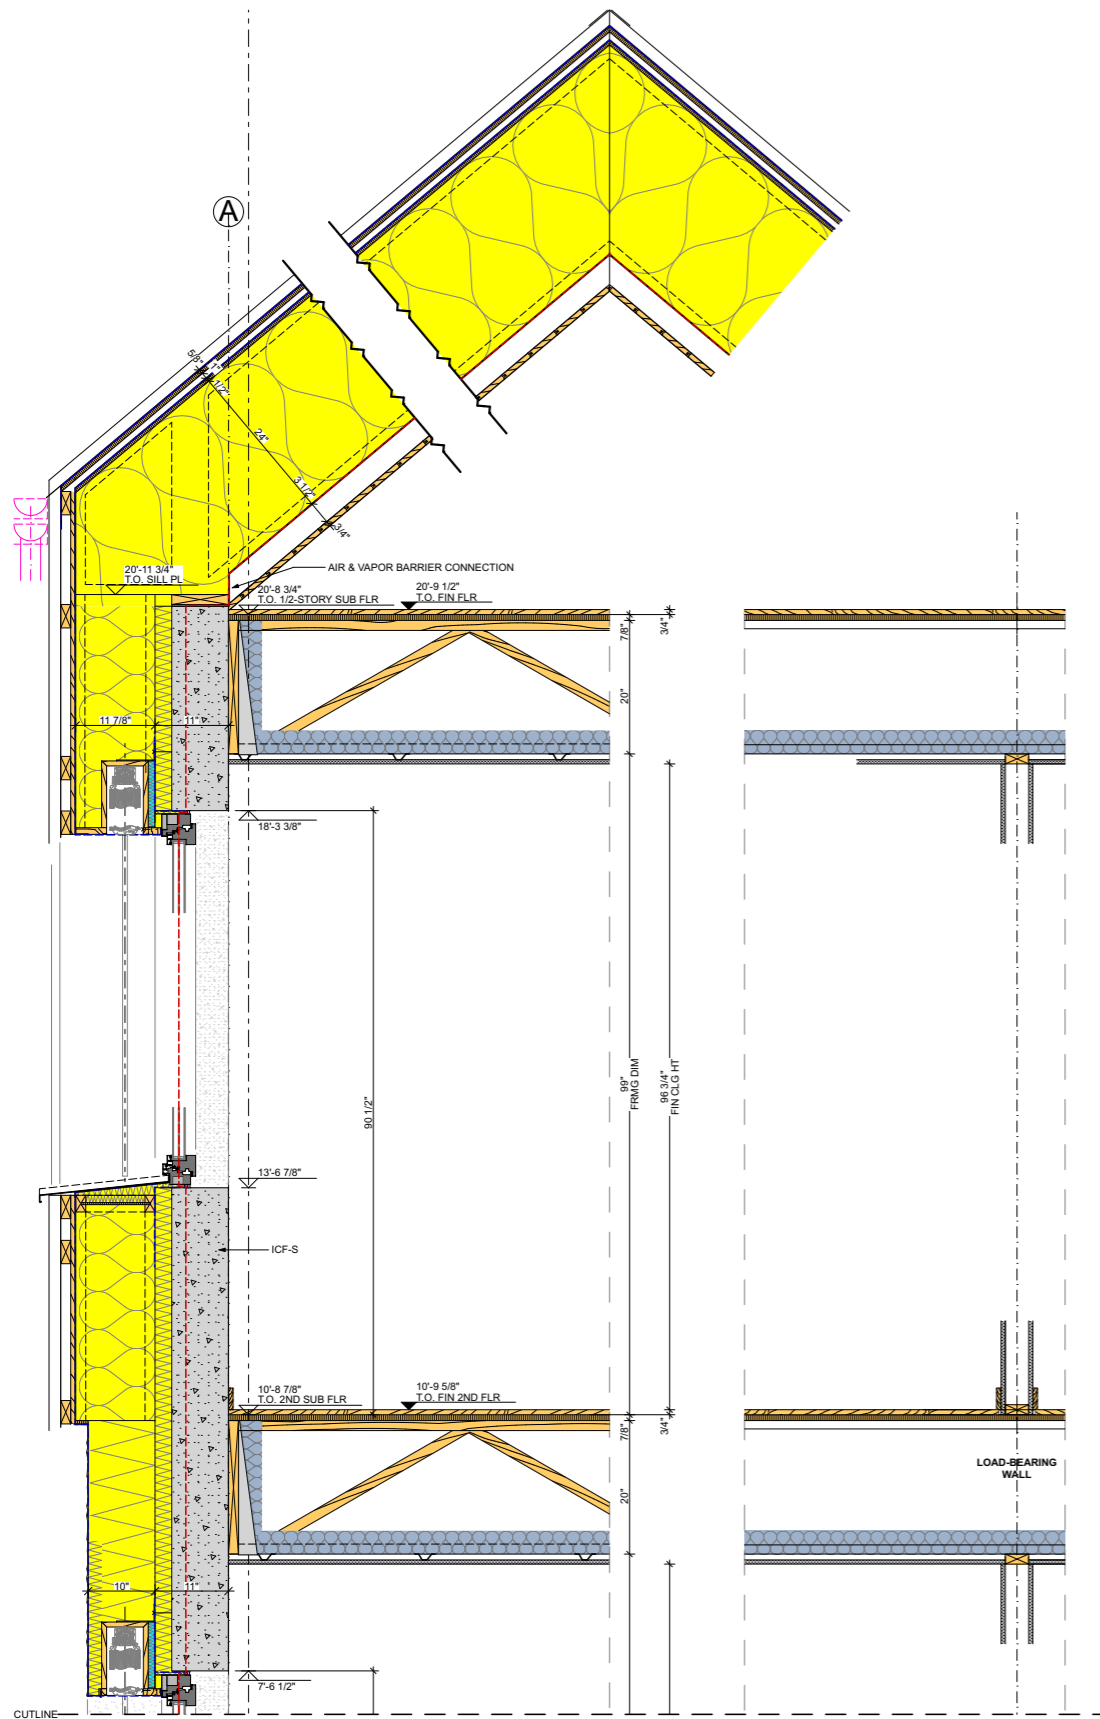 A
5/8"
1"
1/2"
24"
3 1/2"
3/4"
AIR & VAPOR BARRIER CONNECTION
20'-11 3/4"
T.O. SILL PL
20'-8 3/4"
T.O. 1/2-STORY SUB FLR
20'-9 1/2"
T.O. FIN FLR
7/8"
3/4"
20"
11 7/8"
11"
18'-3 3/8"
90 1/2"
99"
FRMG DIM
96 3/4"
FIN CLG HT
13'-6 7/8"
ICF-S
10'-8 7/8"
T.O. 2ND SUB FLR
10'-9 5/8"
T.O. FIN 2ND FLR
7/8"
3/4"
20"
LOAD-BEARING
WALL
10"
11"
7'-6 1/2"
CUTLINE